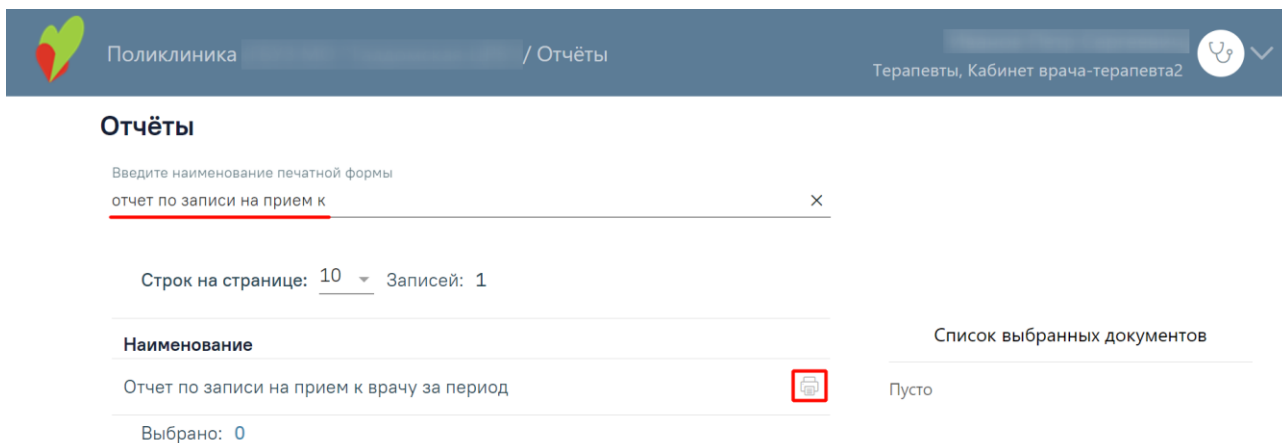 Поликлиника / Отчёты
Терапевты, Кабинет врача-терапевта2
Отчёты
Введите наименование печатной формы
отчет по записи на прием к
Строк на странице: 10 Записей: 1
Наименование
Отчет по записи на прием к врачу за период
Выбрано: 0
Список выбранных документов
Пусто